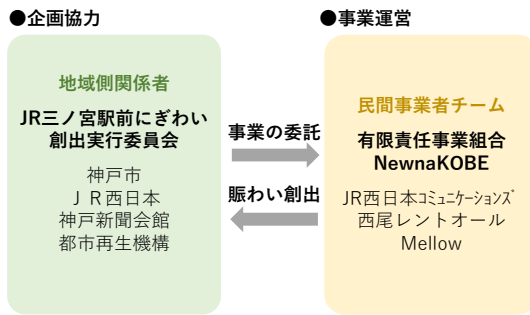 ●企画協力
地域側関係者
JR三ノ宮駅前にぎわい
創出実行委員会
神戸市
ＪＲ西日本
神戸新聞会館
都市再生機構
事業の委託
賑わい創出
●事業運営
民間事業者チーム
有限責任事業組合
NewnaKOBE
JR西日本ｺﾐｭﾆｹｰｼｮﾝｽﾞ
西尾レントオール
Mellow